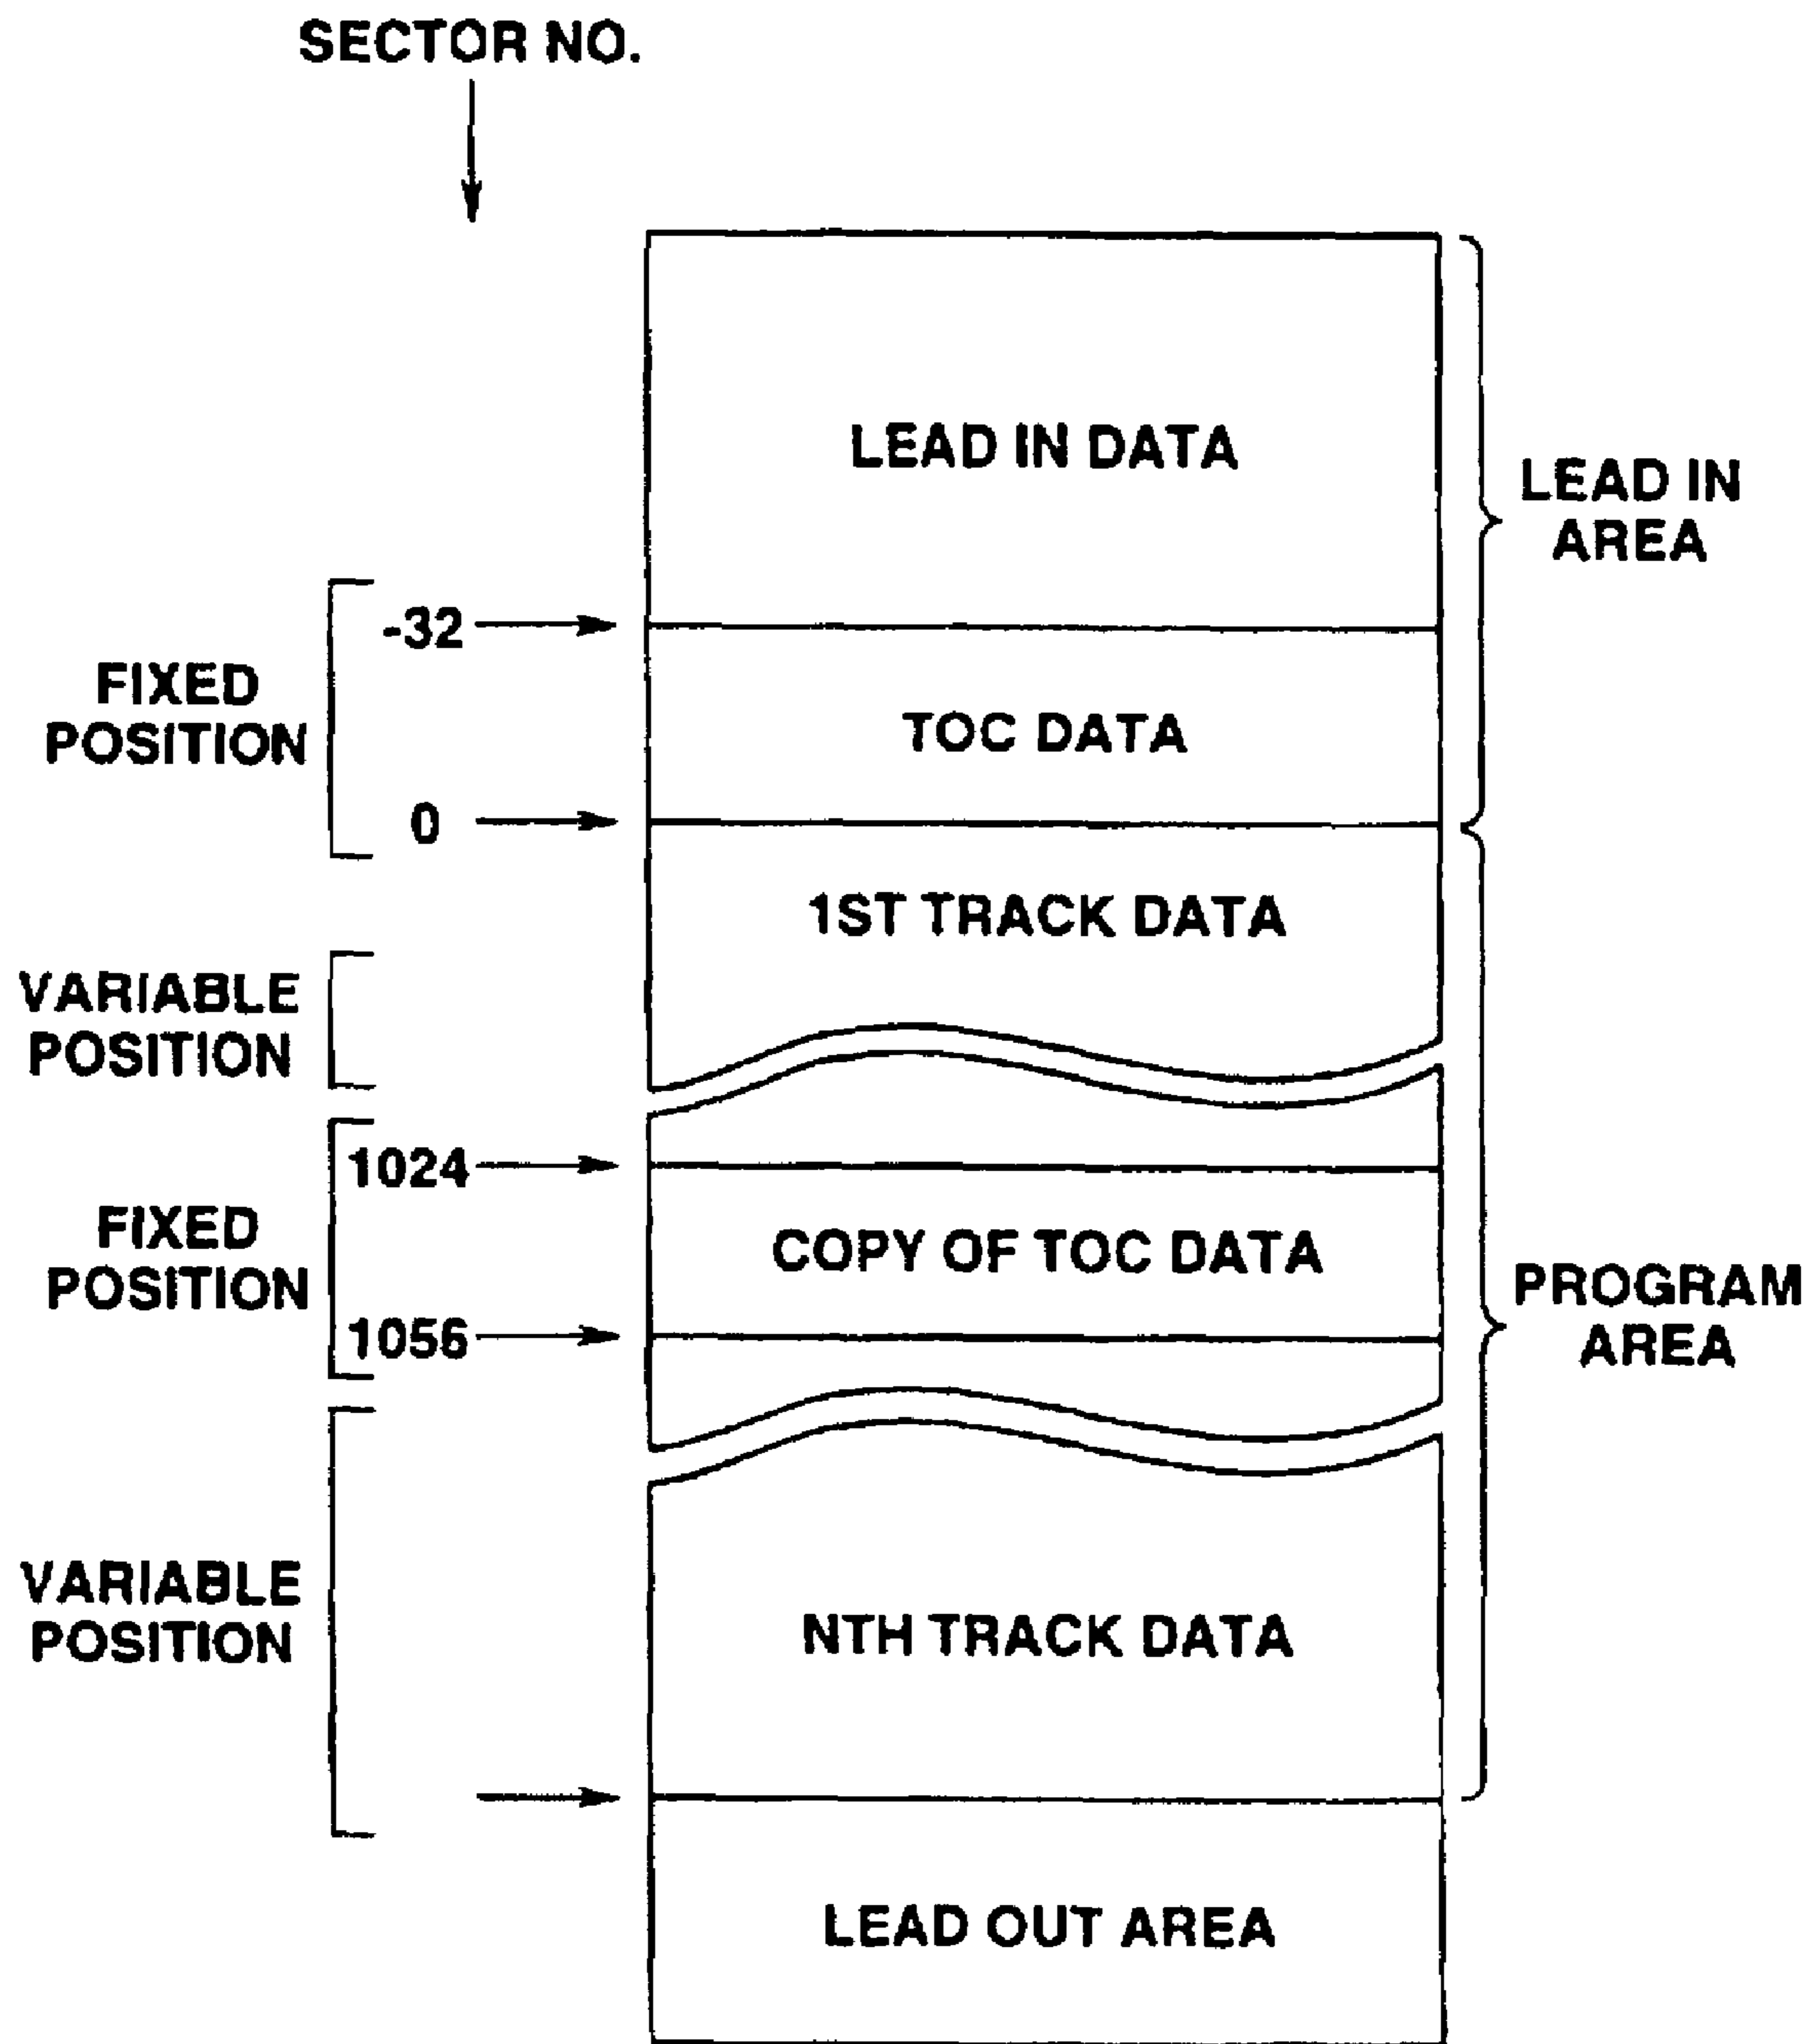 SECTOR NO.
LEAD IN DATA
LEAD IN
AREA
-32
FIXED
POSITION
TOC DATA
0
1ST TRACK DATA
VARIABLE
POSITION
1024
FIXED
POSITION
COPY OF TOC DATA
1056
PROGRAM
AREA
VARIABLE
POSITION
NTH TRACK DATA
LEAD OUT AREA